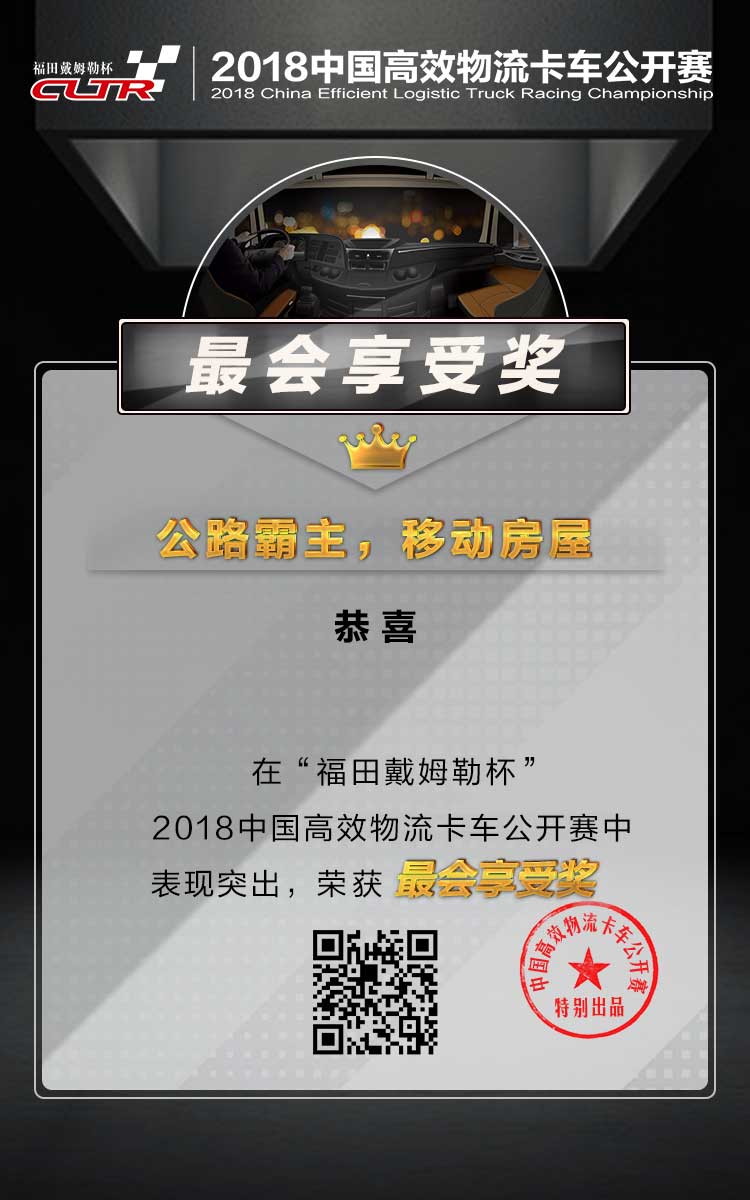 福田戴姆勒杯
CLTR
2018中国高效物流卡车公开赛
2018 China Efficient Logistic Truck Racing Championship
最会享受奖
公路霸主，移动房屋
恭喜
在“福田戴姆勒杯”
2018中国高效物流卡车公开赛中
表现突出，荣获 最会享受奖
中国高效物流卡车公开赛
特别出品